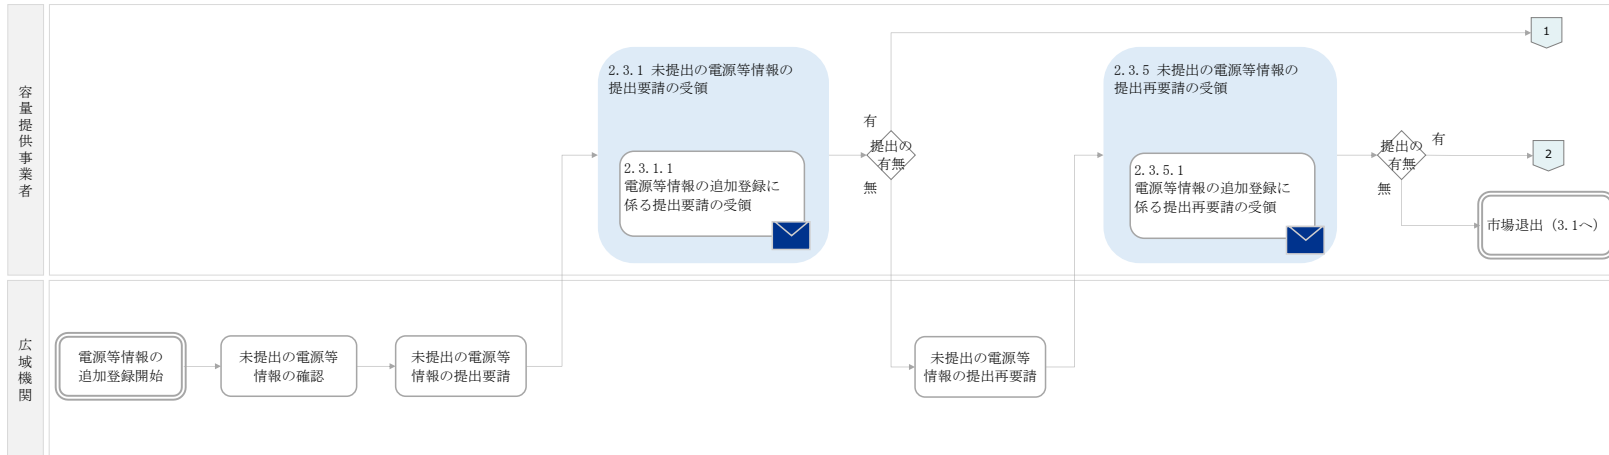 容量提供事業者
2.3.1 未提出の電源等情報の
提出要請の受領
2.3.1.1
電源等情報の追加登録に
係る提出要請の受領
有
提出の
有無
無
1
2.3.5 未提出の電源等情報の
提出再要請の受領
2.3.5.1
電源等情報の追加登録に
係る提出再要請の受領
提出の
有無
有
無
2
市場退出（3.1へ）
広域機関
電源等情報の
追加登録開始
未提出の電源等
情報の確認
未提出の電源等
情報の提出要請
未提出の電源等
情報の提出再要請